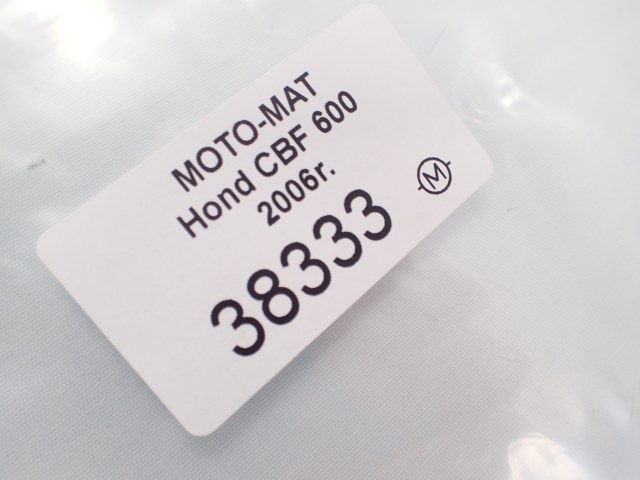 MOTO-MAT
Hond CBF 600
2006r.
38333
M